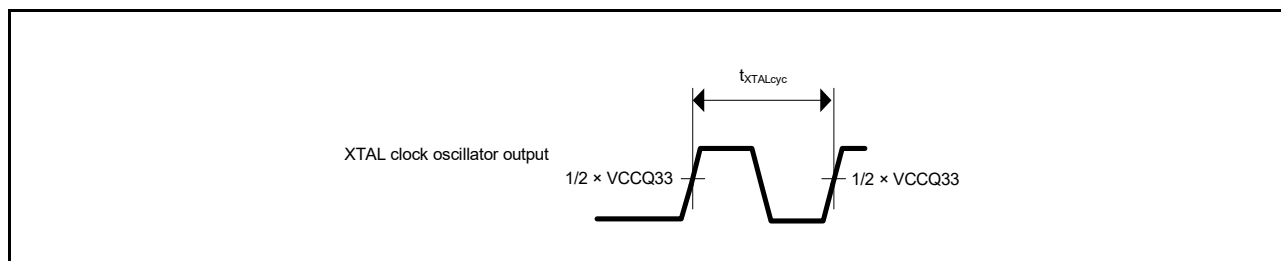 tXTALcyc
XTAL clock oscillator output
1/2 × VCCQ33
1/2 × VCCQ33